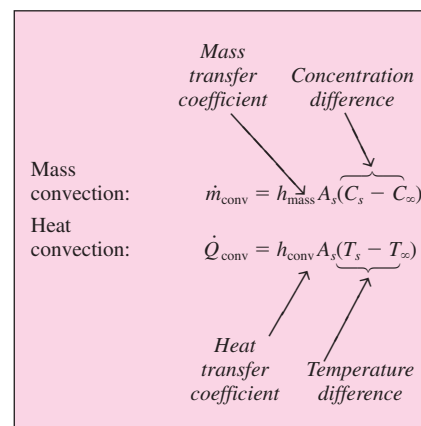 Mass
transfer
coefficient
Concentration
difference
Mass
convection: ṁconv = hmass As(Cs − C∞)
Heat
convection: Q̇conv = hconv As(Ts − T∞)
Heat
transfer
coefficient
Temperature
difference